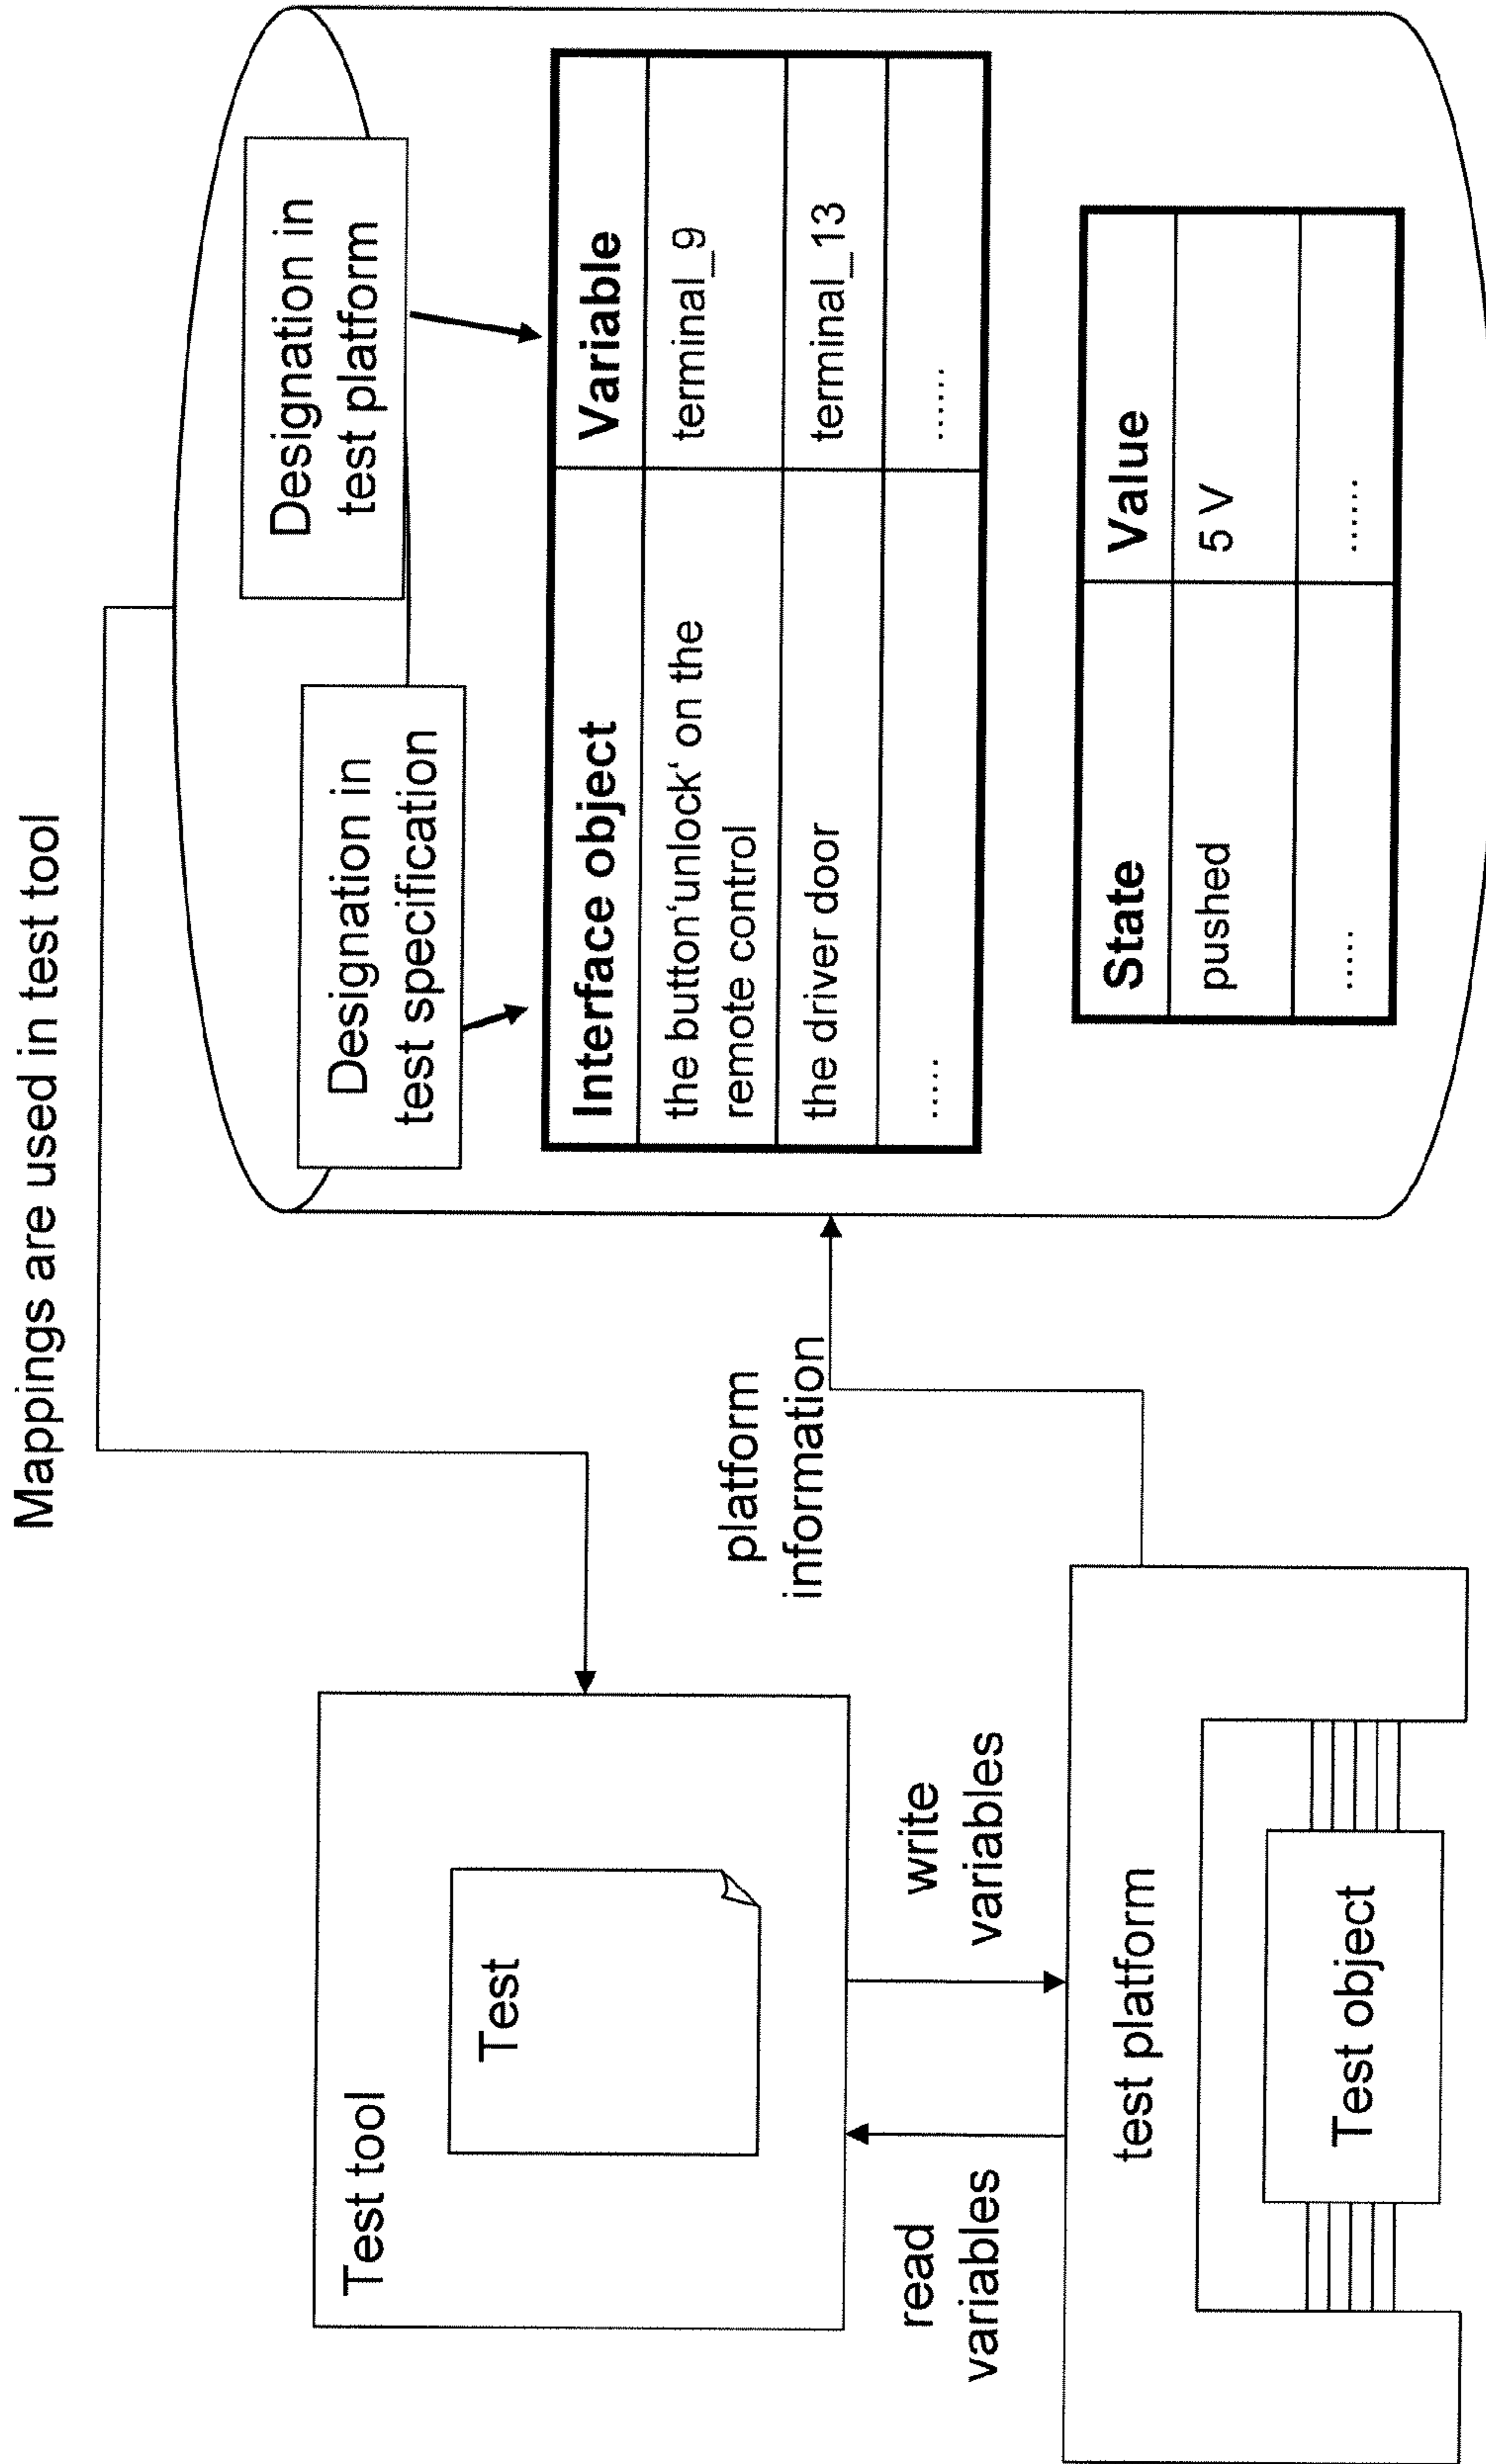 Mappings are used in test tool
Test tool
Test
read
variables
write
variables
test platform
Test object
platform
information
Designation in
test specification
Designation in
test platform
Interface object
Variable
the button‘unlock‘ on the
remote control
terminal_9
the driver door
terminal_13
.....
......
State
Value
pushed
5 V
.....
......